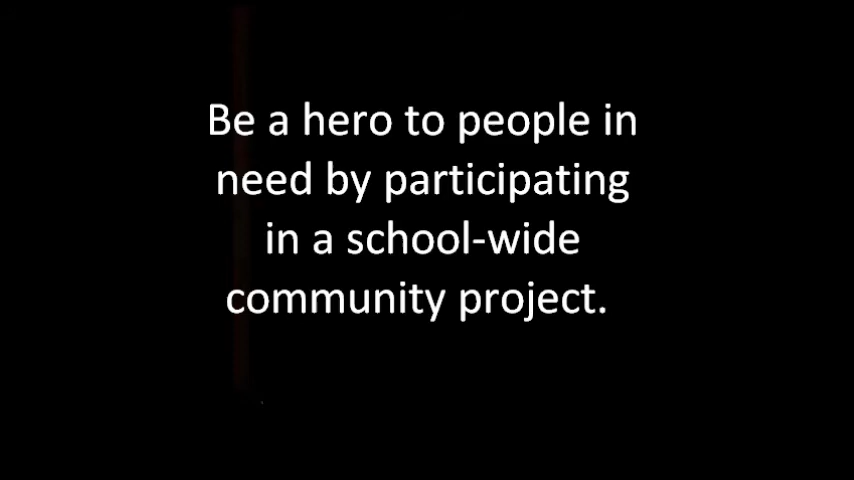 Be a hero to people in
need by participating
in a school-wide
community project.